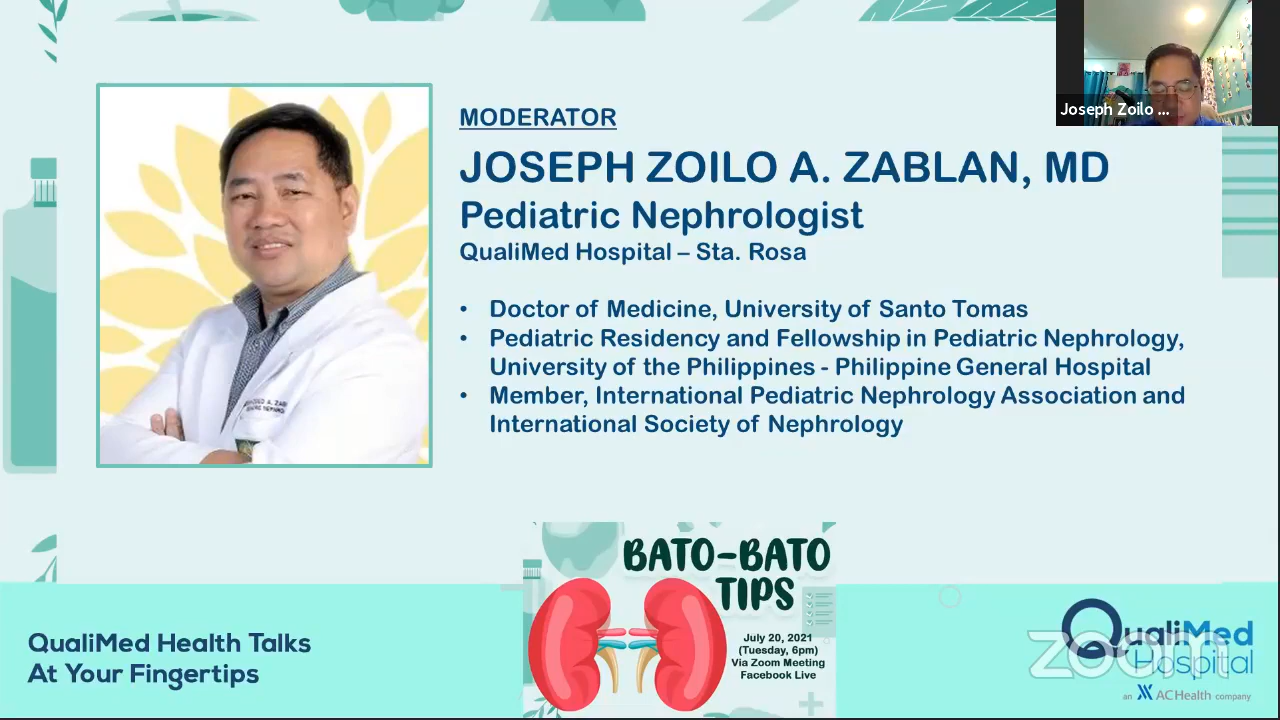 Joseph Zoilo ...
MODERATOR
JOSEPH ZOILO A. ZABLAN, MD
Pediatric Nephrologist
QualiMed Hospital – Sta. Rosa
• Doctor of Medicine, University of Santo Tomas
• Pediatric Residency and Fellowship in Pediatric Nephrology,
University of the Philippines - Philippine General Hospital
• Member, International Pediatric Nephrology Association and
International Society of Nephrology
BATO-BATO
TIPS
July 20, 2021
(Tuesday, 6pm)
Via Zoom Meeting
Facebook Live
QualiMed Health Talks
At Your Fingertips
QualiMed
Hospital
zoom
an AC Health company